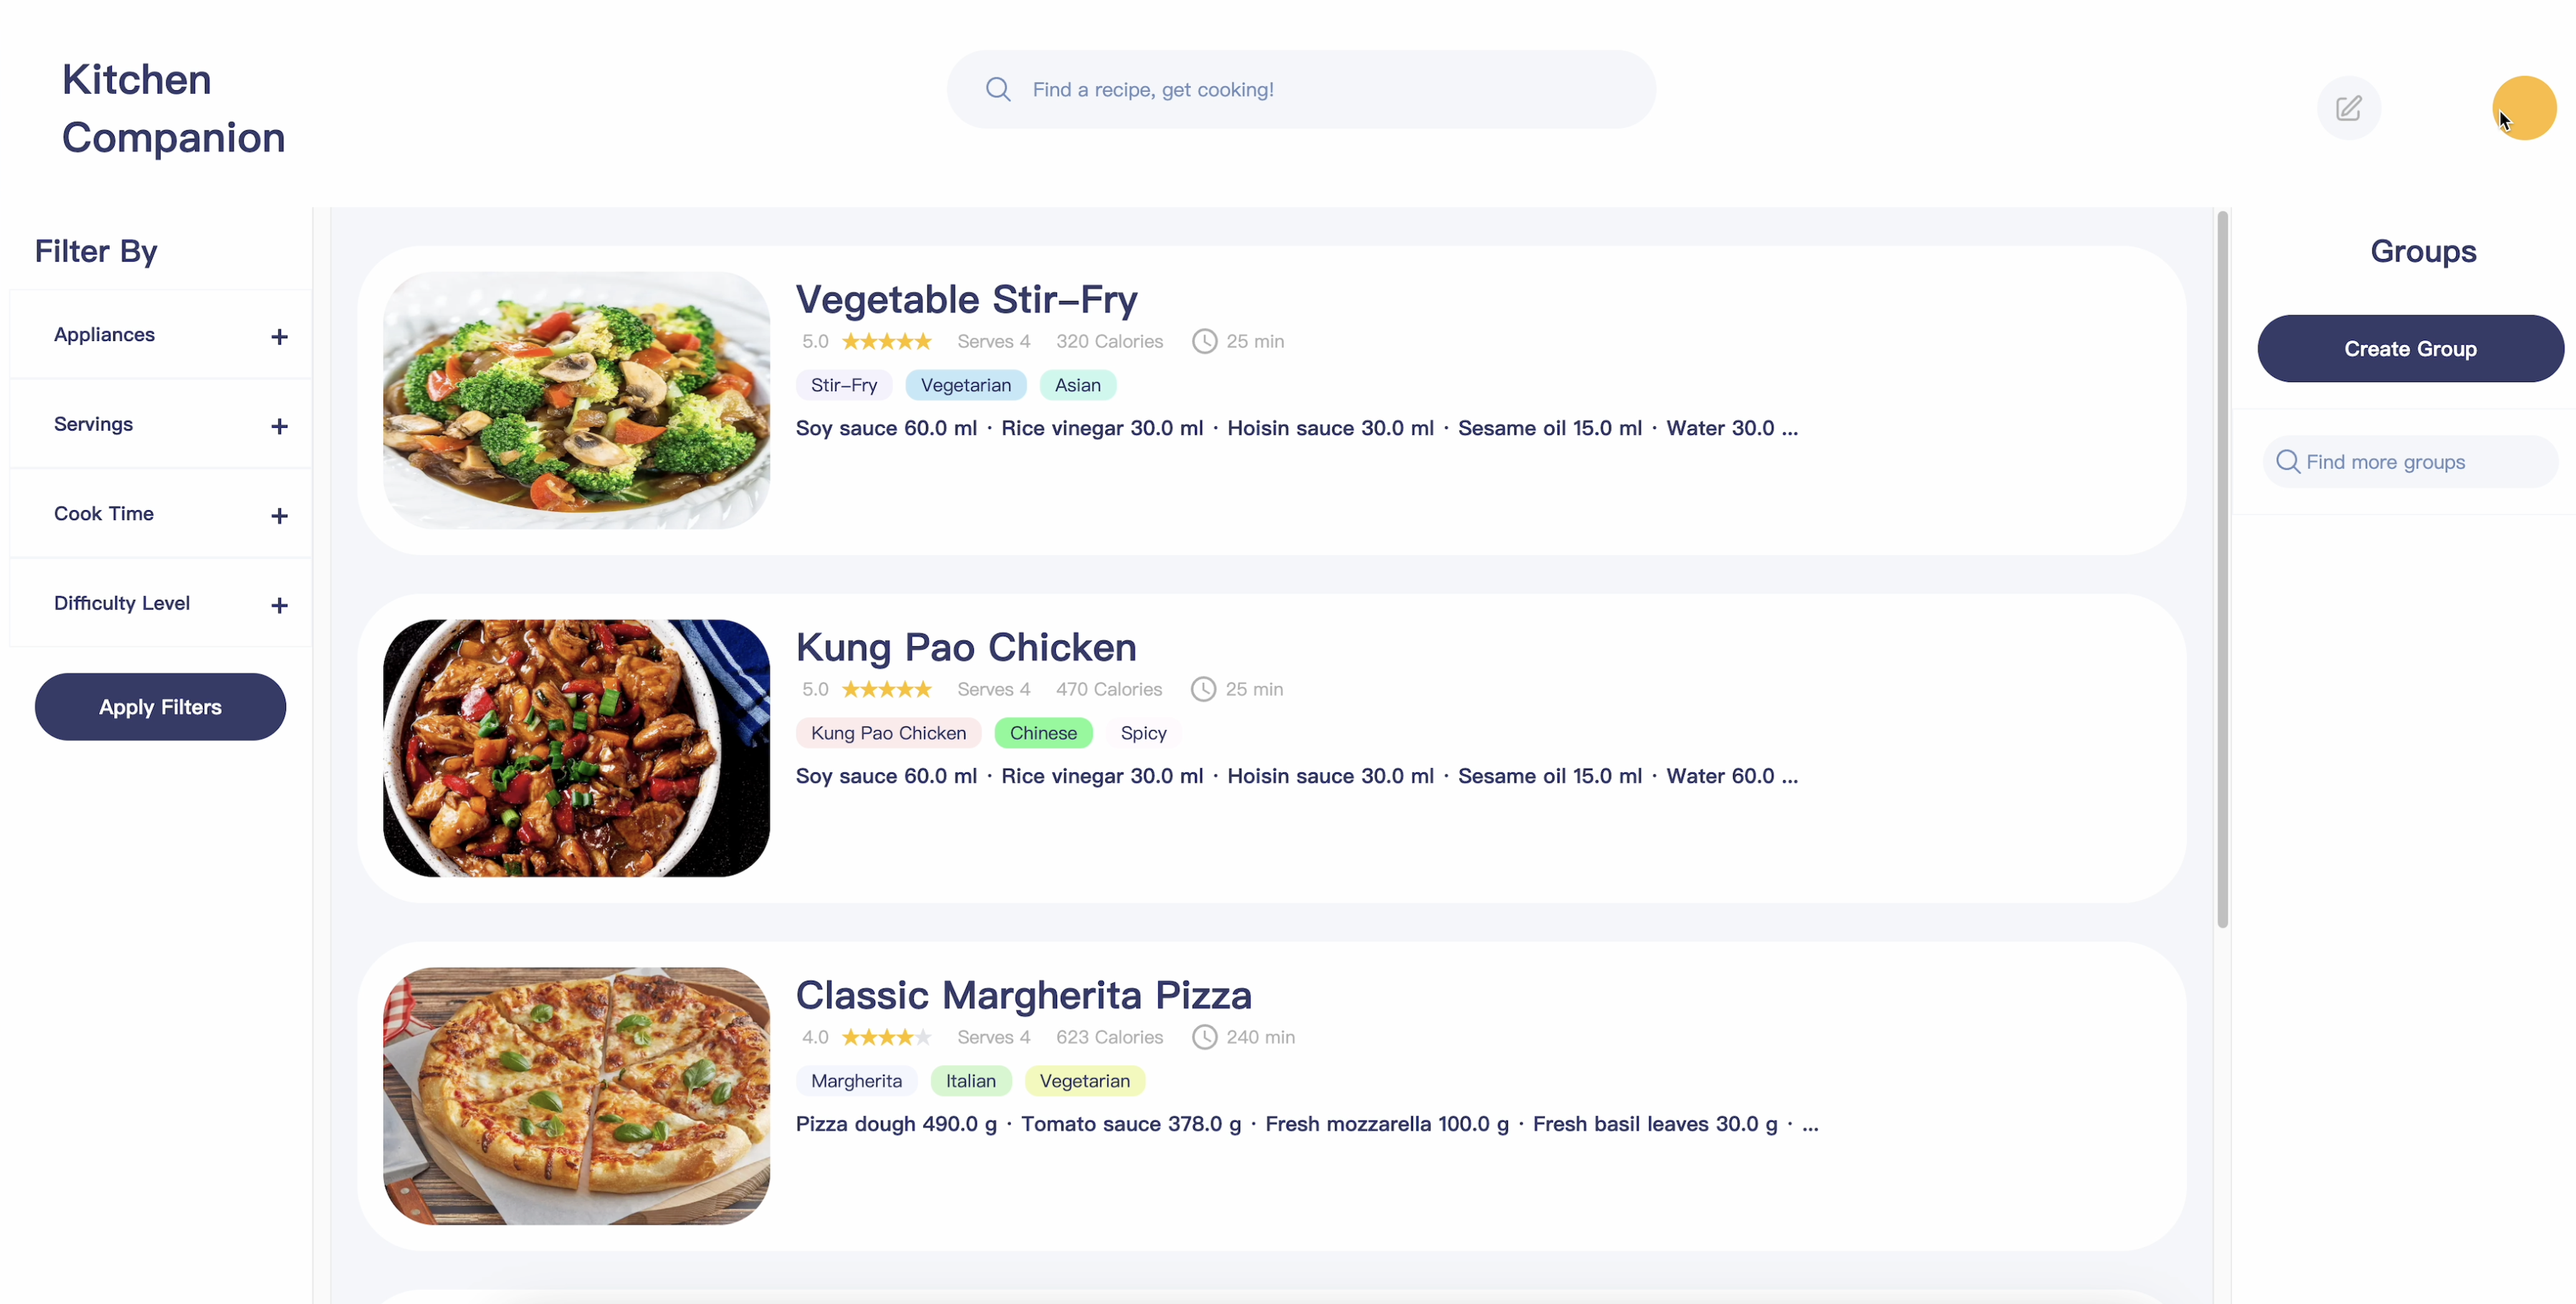 Kitchen
Companion
Find a recipe, get cooking!
Filter By
Appliances
Servings
Cook Time
Difficulty Level
Apply Filters
Vegetable Stir-Fry
5.0 Serves 4 320 Calories 25 min
Stir-Fry Vegetarian Asian
Soy sauce 60.0 ml · Rice vinegar 30.0 ml · Hoisin sauce 30.0 ml · Sesame oil 15.0 ml · Water 30.0 ...
Kung Pao Chicken
5.0 Serves 4 470 Calories 25 min
Kung Pao Chicken Chinese Spicy
Soy sauce 60.0 ml · Rice vinegar 30.0 ml · Hoisin sauce 30.0 ml · Sesame oil 15.0 ml · Water 60.0 ...
Classic Margherita Pizza
4.0 Serves 4 623 Calories 240 min
Margherita Italian Vegetarian
Pizza dough 490.0 g · Tomato sauce 378.0 g · Fresh mozzarella 100.0 g · Fresh basil leaves 30.0 g · ...
Groups
Create Group
Find more groups